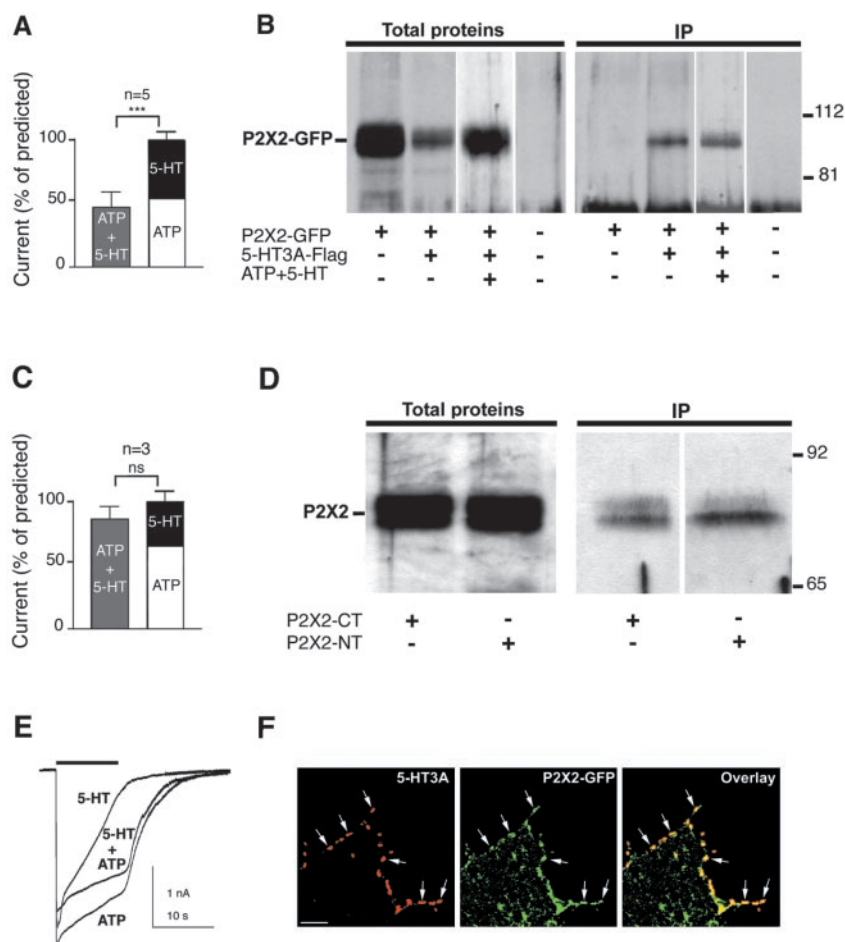 A
n=5
***
Current (% of predicted)
100
50
0
ATP
+
5-HT
5-HT
ATP
B
Total proteins
IP
P2X2-GFP
112
81
P2X2-GFP + + + - + + + -
5-HT3A-Flag - + + - - + + -
ATP+5-HT - - + - - - + -
C
n=3
ns
Current (% of predicted)
100
50
0
ATP
+
5-HT
5-HT
ATP
D
Total proteins
IP
P2X2
92
65
P2X2-CT + - + -
P2X2-NT - + - +
E
5-HT
5-HT
+
ATP
ATP
1 nA
10 s
F
5-HT3A
P2X2-GFP
Overlay